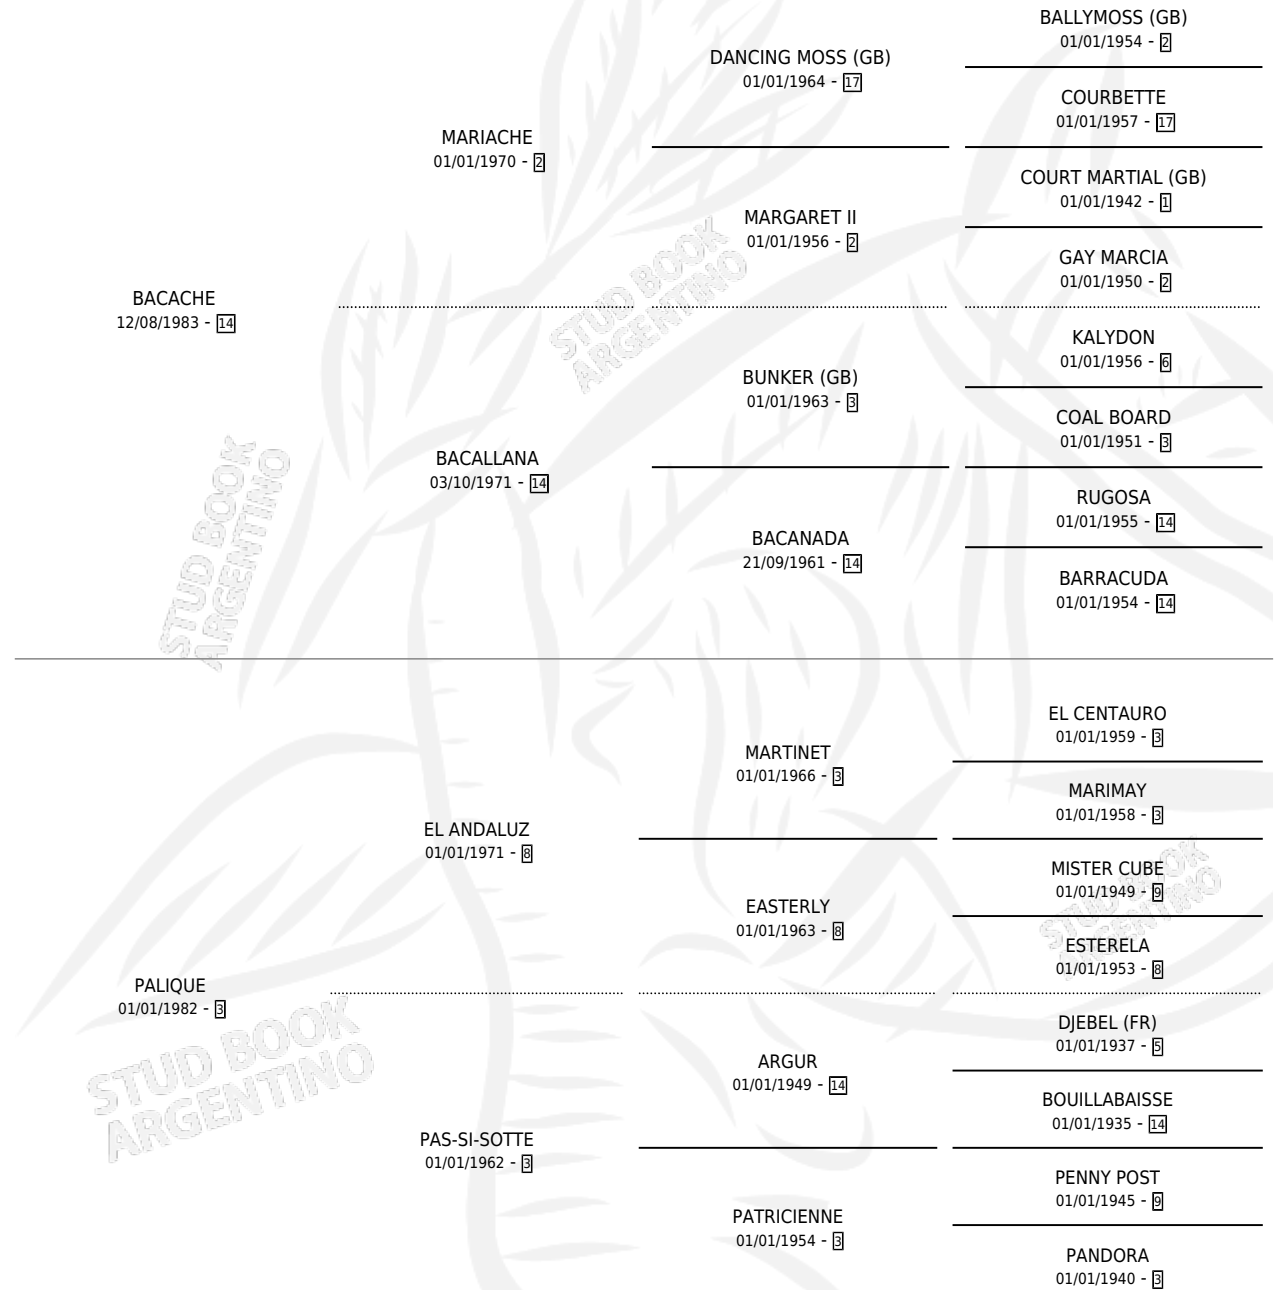 BALLYMOSS (GB)
01/01/1954 - 2
DANCING MOSS (GB)
01/01/1964 - 17
COURBETTE
01/01/1957 - 17
MARIACHE
01/01/1970 - 2
COURT MARTIAL (GB)
01/01/1942 - 1
MARGARET II
01/01/1956 - 2
GAY MARCIA
01/01/1950 - 2
BACACHE
12/08/1983 - 14
KALYDON
01/01/1956 - 6
BUNKER (GB)
01/01/1963 - 3
COAL BOARD
01/01/1951 - 3
BACALLANA
03/10/1971 - 14
RUGOSA
01/01/1955 - 14
BACANADA
21/09/1961 - 14
BARRACUDA
01/01/1954 - 14
EL CENTAURO
01/01/1959 - 3
MARTINET
01/01/1966 - 3
MARIMAY
01/01/1958 - 3
EL ANDALUZ
01/01/1971 - 8
MISTER CUBE
01/01/1949 - 9
EASTERLY
01/01/1963 - 8
ESTERELA
01/01/1953 - 8
PALIQUE
01/01/1982 - 3
DJEBEL (FR)
01/01/1937 - 5
ARGUR
01/01/1949 - 14
BOUILLABAISSE
01/01/1935 - 14
PAS-SI-SOTTE
01/01/1962 - 3
PENNY POST
01/01/1945 - 9
PATRICIENNE
01/01/1954 - 3
PANDORA
01/01/1940 - 3
STUD BOOK
ARGENTINO
STUD BOOK
ARGENTINO
STUD BOOK
ARGENTINO
STUD BOOK
ARGENTINO